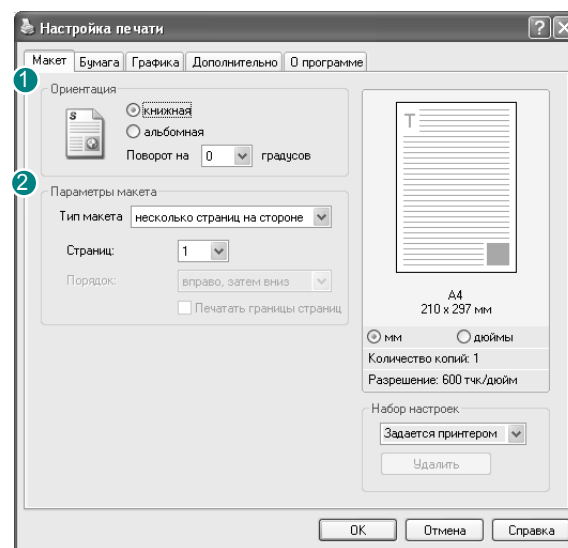 Настройка печати
Макет Бумага Графика Дополнительно О программе
1
Ориентация
S
книжная
альбомная
Поворот на 0 градусов
2
Параметры макета
Тип макета несколько страниц на стороне
Страниц: 1
Порядок: вправо, затем вниз
Печатать границы страниц
T
A4
210 x 297 мм
мм дюймы
Количество копий: 1
Разрешение: 600 тчк/дюйм
Набор настроек
Задается принтером
Удалить
OK Отмена Справка